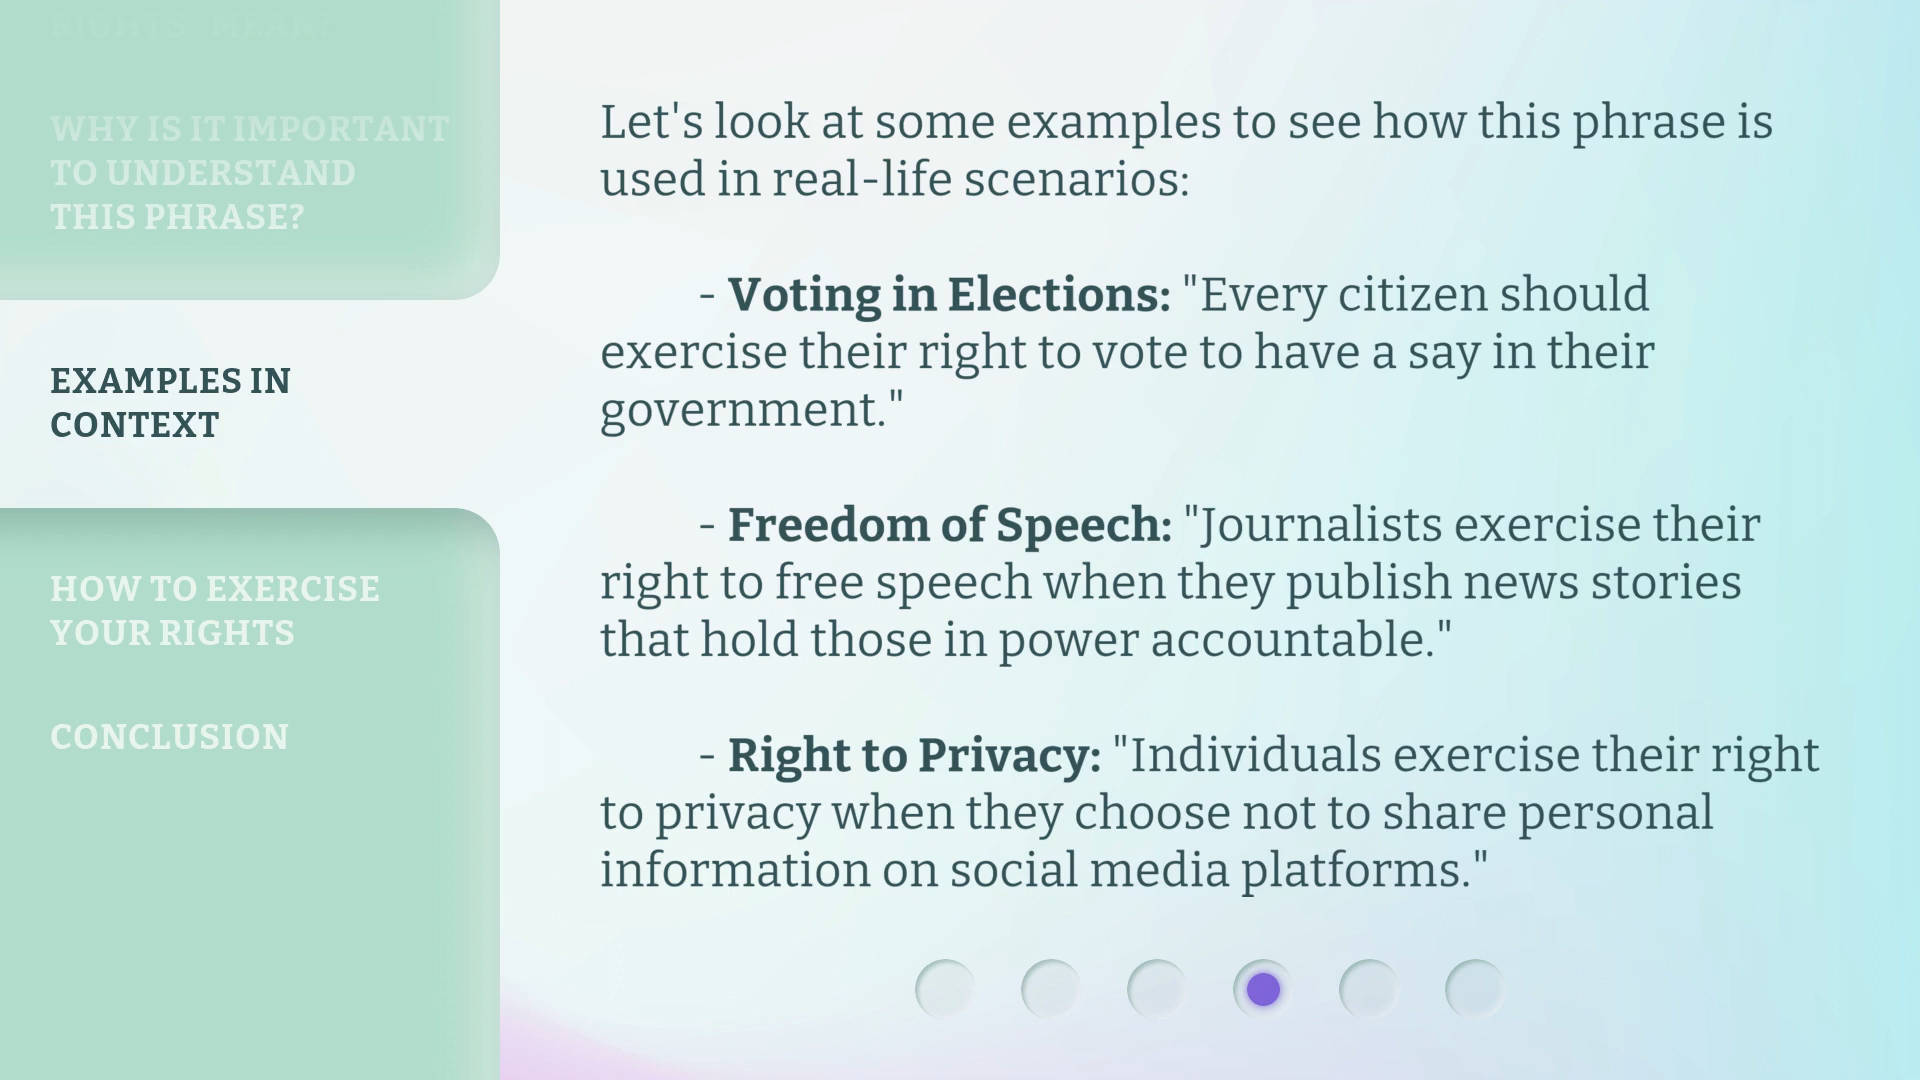 RIGHTS' MEAN?
WHY IS IT IMPORTANT
TO UNDERSTAND
THIS PHRASE?
EXAMPLES IN
CONTEXT
HOW TO EXERCISE
YOUR RIGHTS
CONCLUSION
Let's look at some examples to see how this phrase is
used in real-life scenarios:
- Voting in Elections: "Every citizen should
exercise their right to vote to have a say in their
government."
- Freedom of Speech: "Journalists exercise their
right to free speech when they publish news stories
that hold those in power accountable."
- Right to Privacy: "Individuals exercise their right
to privacy when they choose not to share personal
information on social media platforms."